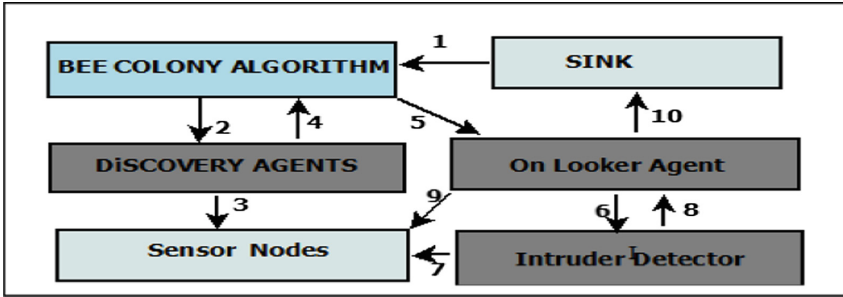 1
BEE COLONY ALGORITHM
SINK
2
4
5
10
DiSCOVERY AGENTS
On Looker Agent
3
9
6
8
Sensor Nodes
7
Intruder Detector